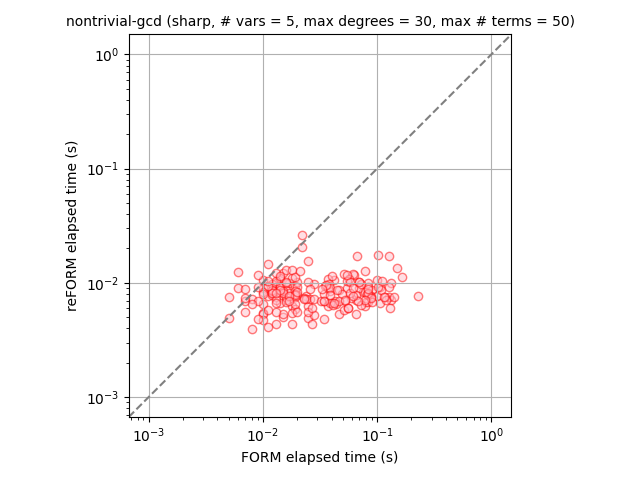 nontrivial-gcd (sharp, # vars = 5, max degrees = 30, max # terms = 50)
reFORM elapsed time (s)
10⁰
10⁻¹
10⁻²
10⁻³
10⁻³ 10⁻² 10⁻¹ 10⁰
FORM elapsed time (s)